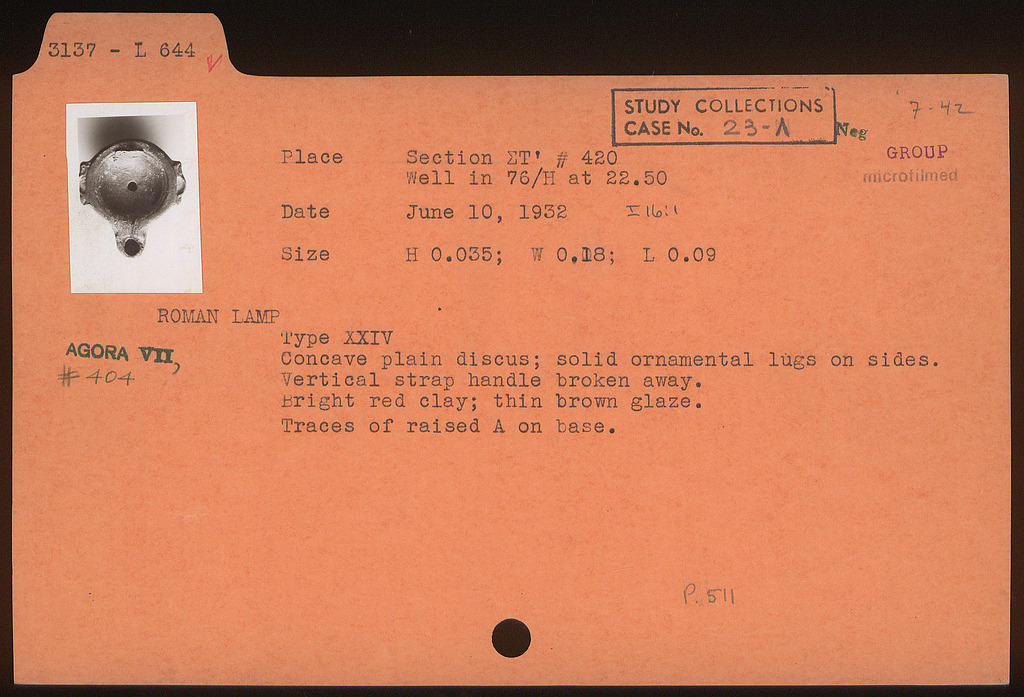 3137 - L 644
STUDY COLLECTIONS
CASE No. 23-Λ
Neg
7-42
GROUP
microfilmed
Place Section ΣΤ' # 420
Well in 76/Η at 22.50
Date June 10, 1932 I 16:1
Size H 0.035; W 0.18; L 0.09
ROMAN LAMP
Type XXIV
AGORA VII,
# 404
Concave plain discus; solid ornamental lugs on sides.
Vertical strap handle broken away.
Bright red clay; thin brown glaze.
Traces of raised A on base.
P. 511